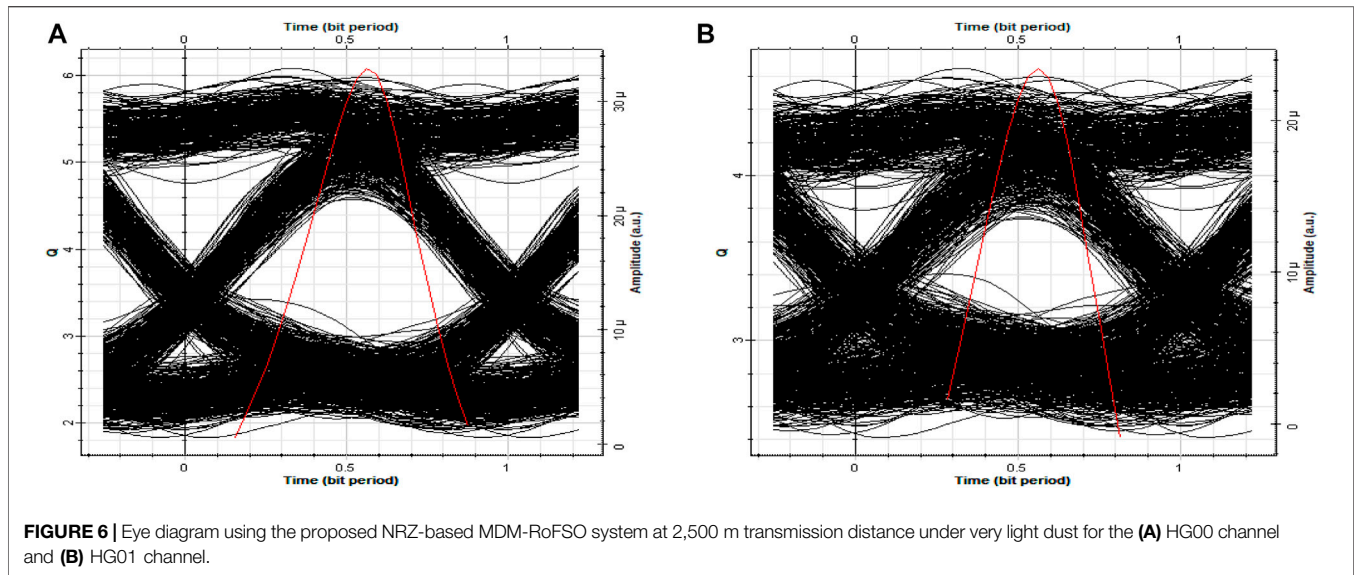 A
Time (bit period)
0 0.5 1
6
5
4
3
2
Q
30 µ
20 µ
10 µ
0
Amplitude (a.u.)
0 0.5 1
Time (bit period)
B
Time (bit period)
0 0.5 1
4
3
Q
20 µ
10 µ
0
Amplitude (a.u.)
0 0.5 1
Time (bit period)
FIGURE 6 | Eye diagram using the proposed NRZ-based MDM-RoFSO system at 2,500 m transmission distance under very light dust for the (A) HG00 channel
and (B) HG01 channel.